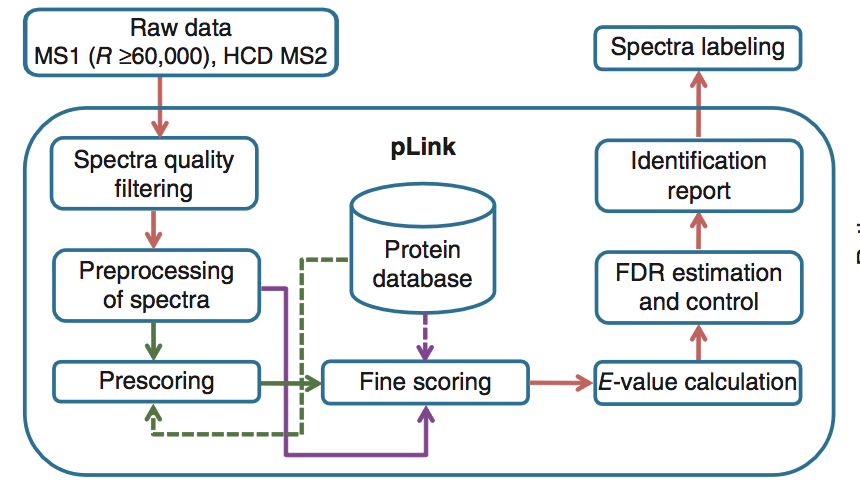 Raw data
MS1 (R ≥60,000), HCD MS2
Spectra quality
filtering
Preprocessing
of spectra
Prescoring
pLink
Protein
database
Fine scoring
E-value calculation
FDR estimation
and control
Identification
report
Spectra labeling